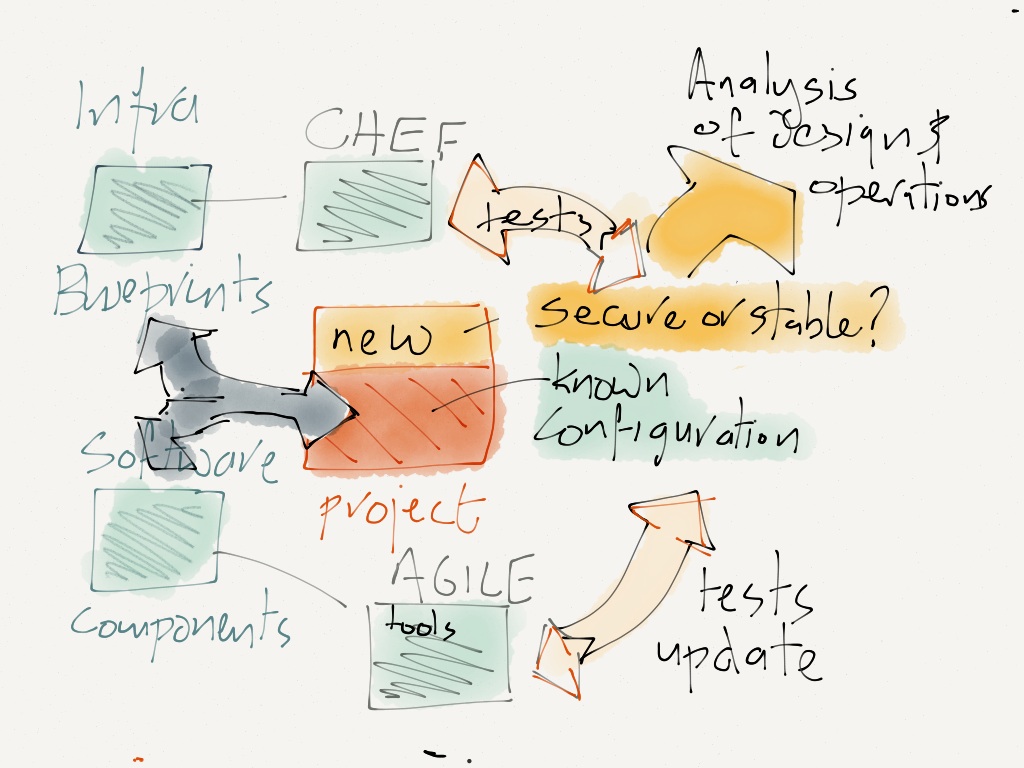 Infra
CHEF
Analysis
of design &
operations
tests
Blueprints
new
secure or stable?
known
configuration
Software
project
AGILE
tools
Components
tests
update